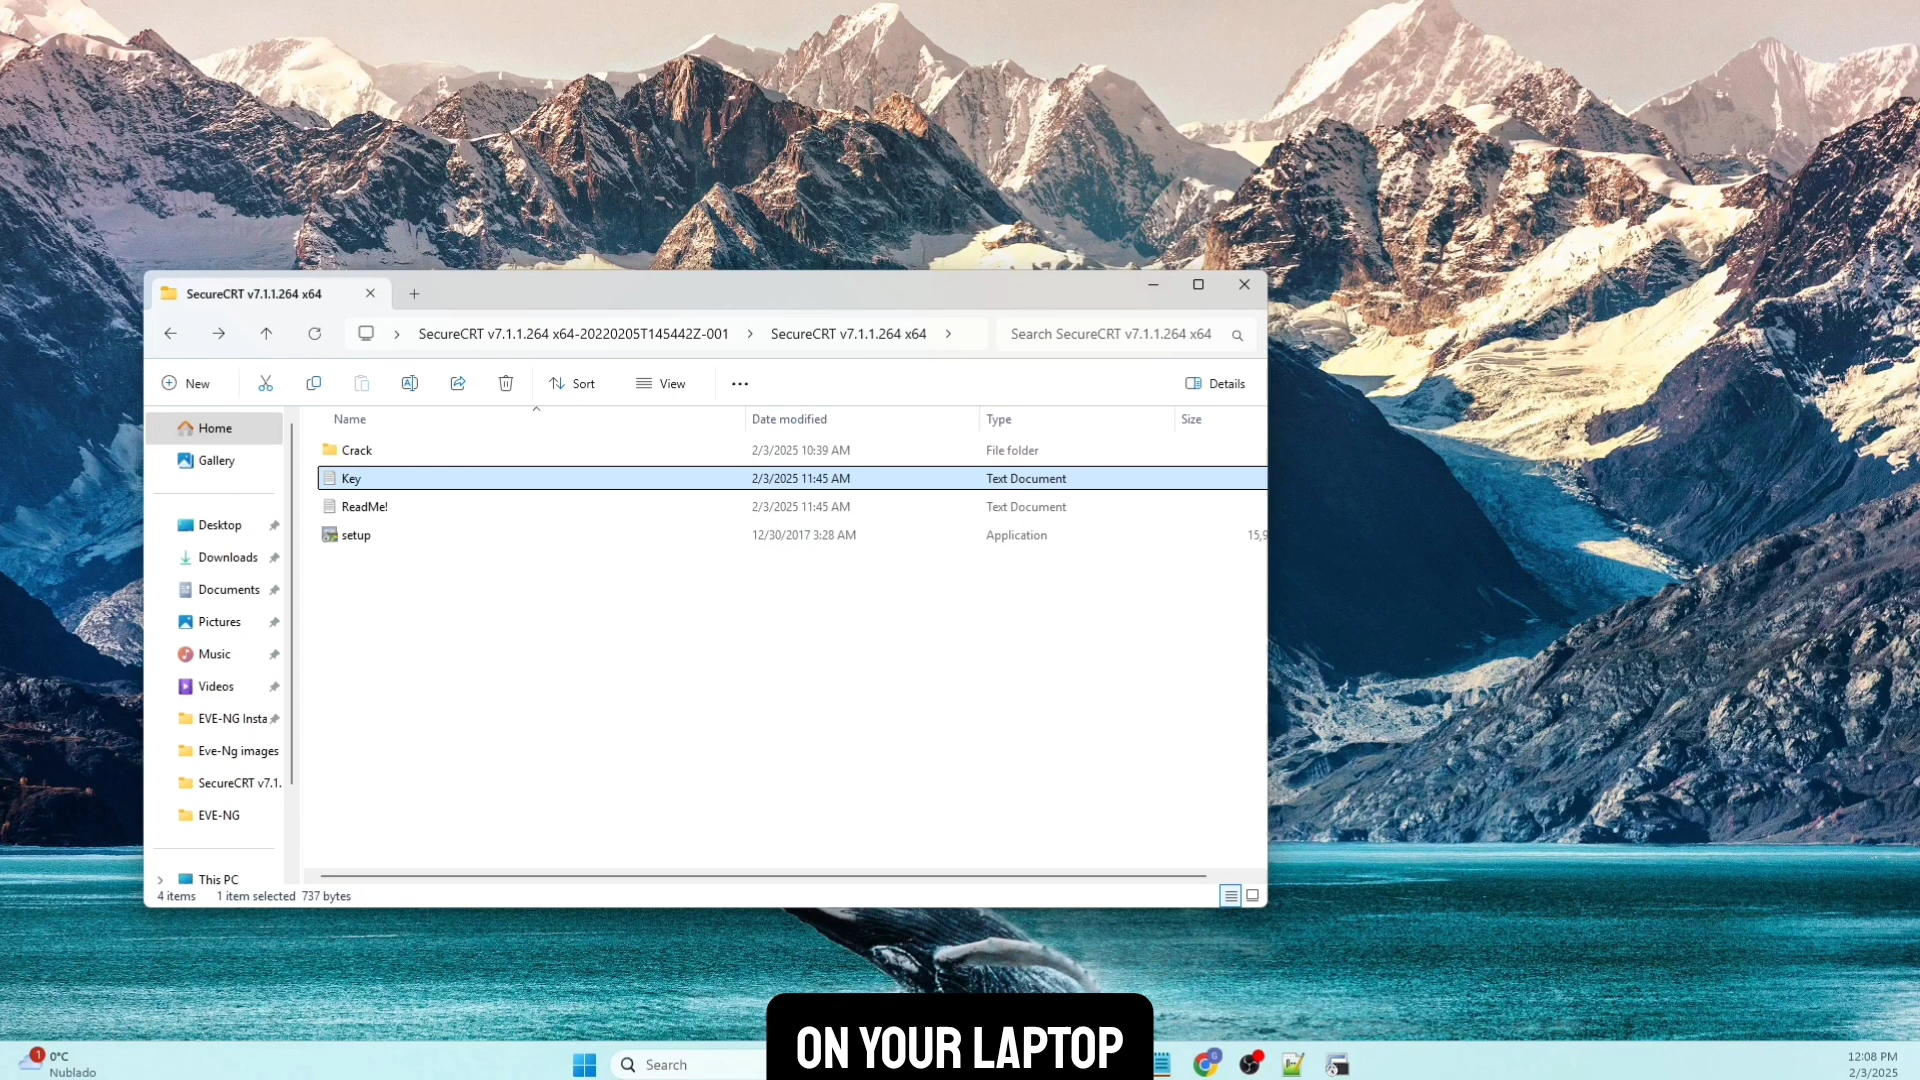 SecureCRT v7.1.1.264 x64
SecureCRT v7.1.1.264 x64-20220205T145442Z-001
SecureCRT v7.1.1.264 x64
Search SecureCRT v7.1.1.264 x64
New
Sort
View
Details
Name
Date modified
Type
Size
Crack
2/3/2025 10:39 AM
File folder
Key
2/3/2025 11:45 AM
Text Document
ReadMe!
2/3/2025 11:45 AM
Text Document
setup
12/30/2017 3:28 AM
Application
15,9
Home
Gallery
Desktop
Downloads
Documents
Pictures
Music
Videos
EVE-NG Insta
Eve-Ng images
SecureCRT v7.1.
EVE-NG
This PC
4 items
1 item selected
737 bytes
ON YOUR LAPTOP
1
0°C
Nublado
Search
G
12:08 PM
2/3/2025